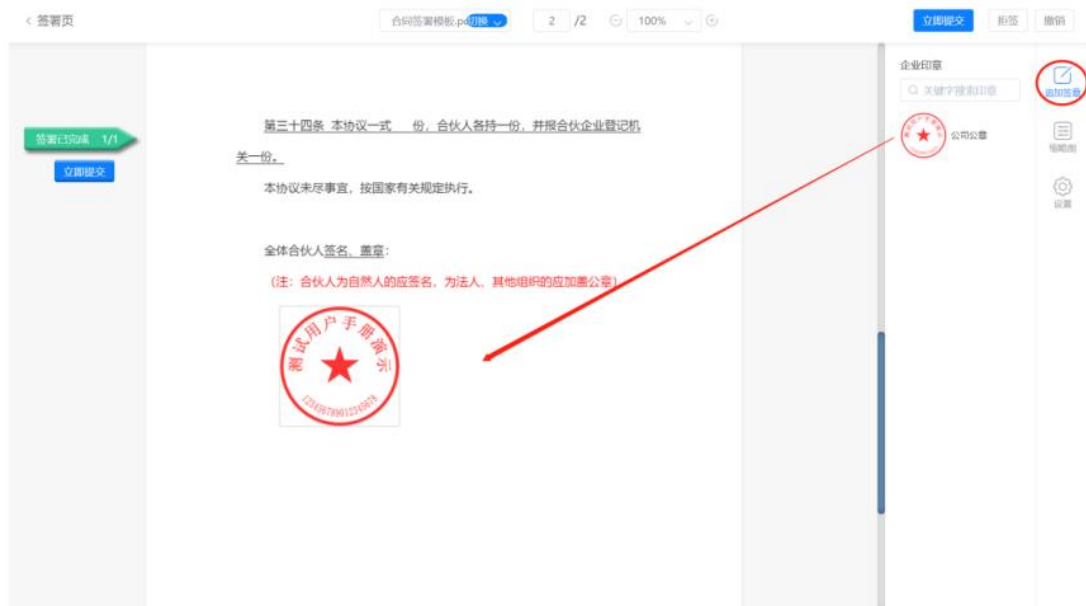 签署页
合同签署模板.pd切换
2 /2
100%
立即提交
拒签
撤销
签署已完成 1/1
立即提交
第三十四条 本协议一式 份，合伙人各持一份，并报合伙企业登记机
关一份。
本协议未尽事宜，按国家有关规定执行。
全体合伙人签名、盖章：
（注：合伙人为自然人的应签名，为法人、其他组织的应加盖公章）
测试用户手册演示
企业印章
关键字搜索印章
公司公章
追加签章
设置